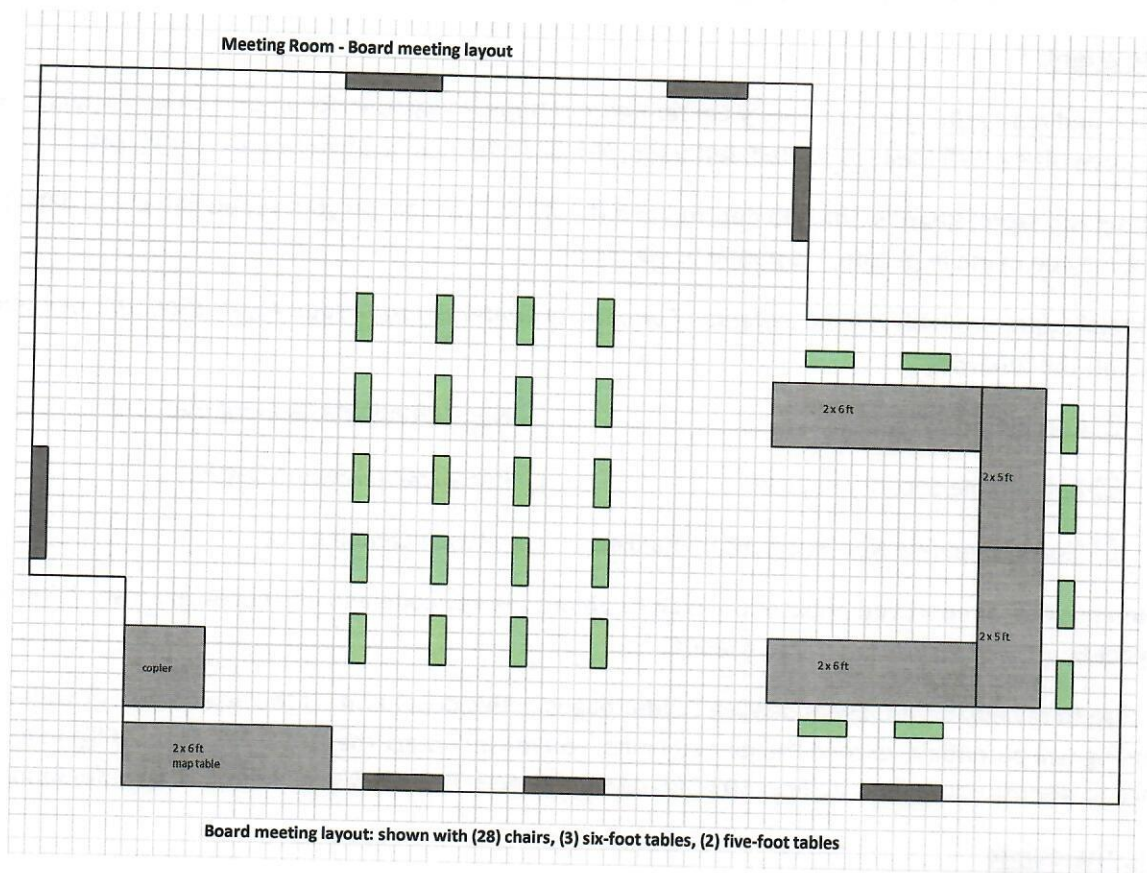 Meeting Room - Board meeting layout
2x6ft
2x5ft
2x5ft
2x6ft
copier
2x6ft
map table
Board meeting layout: shown with (28) chairs, (3) six-foot tables, (2) five-foot tables